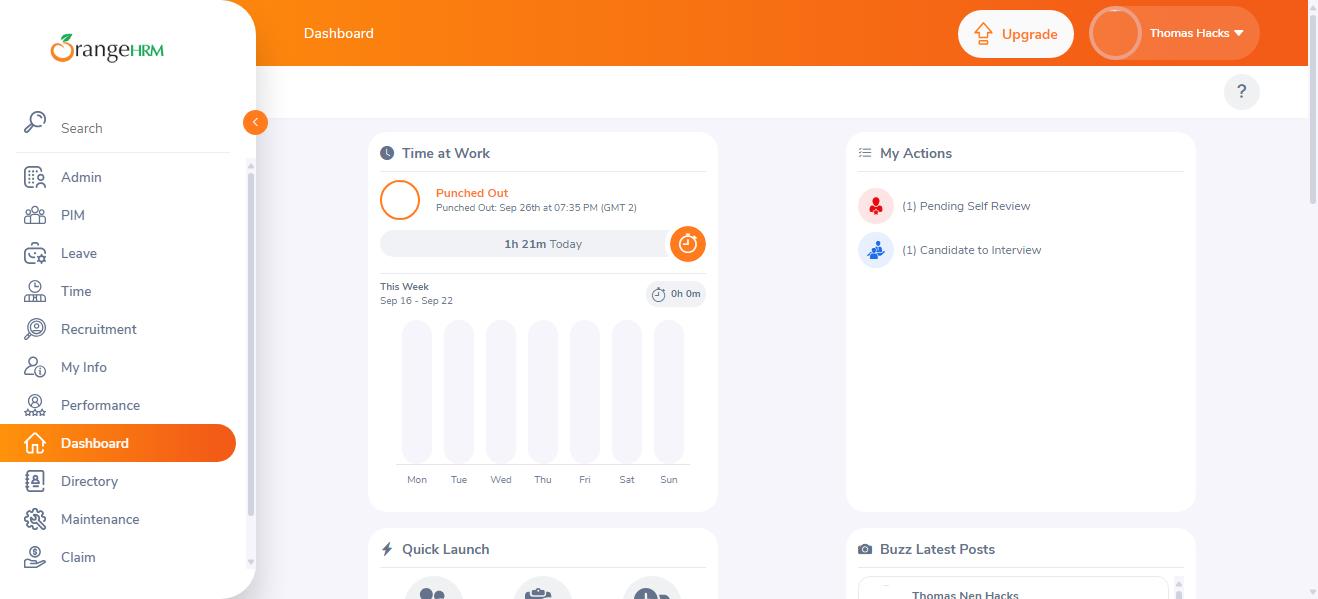 OrangeHRM
Search
Admin
PIM
Leave
Time
Recruitment
My Info
Performance
Dashboard
Directory
Maintenance
Claim
Dashboard
Upgrade
Thomas Hacks
?
Time at Work
Punched Out
Punched Out: Sep 26th at 07:35 PM (GMT 2)
1h 21m Today
This Week
Sep 16 - Sep 22
0h 0m
Mon Tue Wed Thu Fri Sat Sun
My Actions
(1) Pending Self Review
(1) Candidate to Interview
Quick Launch
Buzz Latest Posts
Thomas Nen Hacks